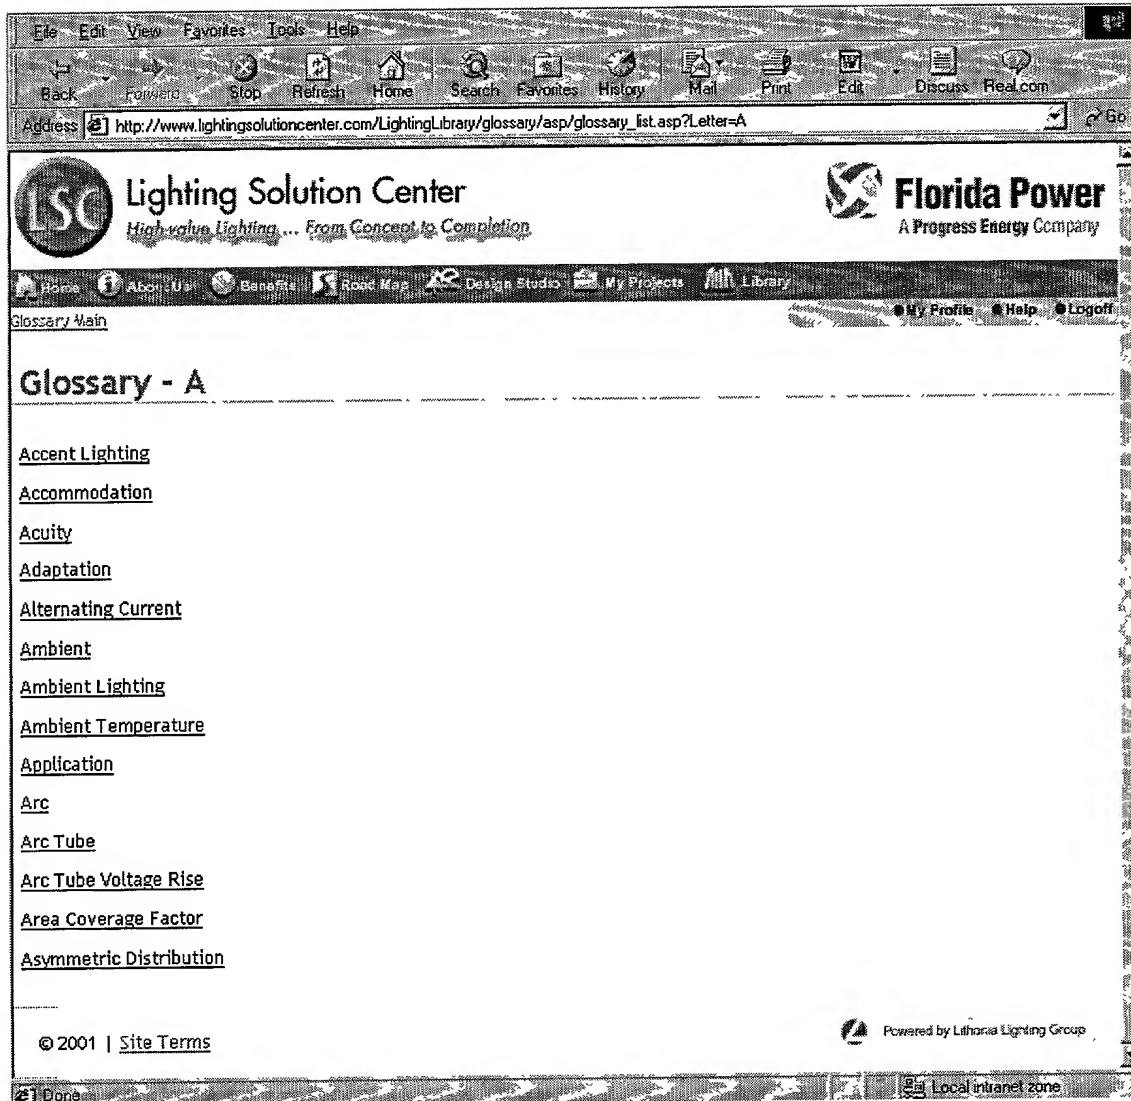 File Edit View Favorites Tools Help
Back Forward Stop Refresh Home Search Favorites History Mail Print Edit Discuss Real.com
Address http://www.lightingsolutioncenter.com/LightingLibrary/glossary/asp/glossary_list.asp?Letter=A Go
LSC Lighting Solution Center
High-value Lighting ... From Concept to Completion
Florida Power
A Progress Energy Company
Home About Us Benefits Road Map Design Studio My Projects Library
Glossary Main My Profile Help Logoff
Glossary - A
Accent Lighting
Accommodation
Acuity
Adaptation
Alternating Current
Ambient
Ambient Lighting
Ambient Temperature
Application
Arc
Arc Tube
Arc Tube Voltage Rise
Area Coverage Factor
Asymmetric Distribution
© 2001 | Site Terms Powered by Lithonia Lighting Group
Done Local intranet zone